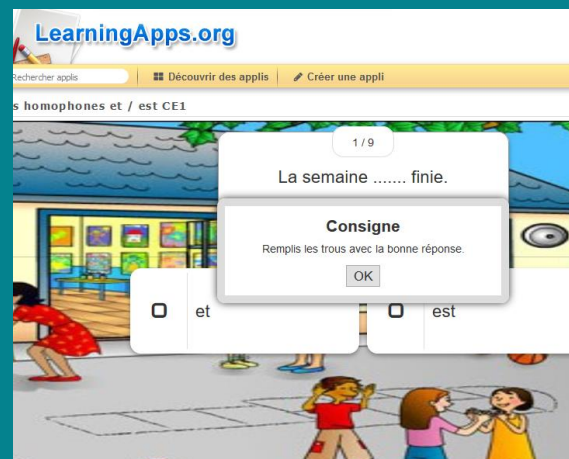 LearningApps.org
Rechercher applis
Découvrir des applis
Créer une appli
s homophones et / est CE1
1 / 9
La semaine ....... finie.
Consigne
Remplis les trous avec la bonne réponse.
OK
et
est